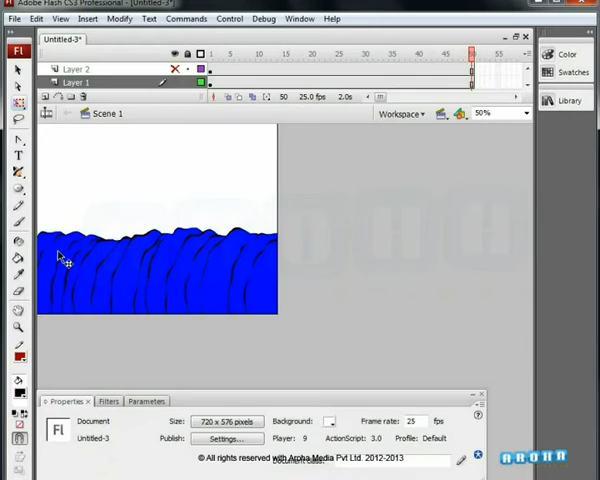 Adobe Flash CS3 Professional - [Untitled-3*]
File Edit View Insert Modify Text Commands Control Debug Window Help
Untitled-3*
1 5 10 15 20 25 30 35 40 45 50 55
Layer 2
Layer 1
50 25.0 fps 2.0s
Scene 1
Workspace
50%
Color
Swatches
Library
Properties × Filters Parameters
Document Size: 720 x 576 pixels Background: Frame rate: 25 fps
Untitled-3 Publish: Settings... Player: 9 ActionScript: 3.0 Profile: Default
Document class:
© All rights reserved with Aroha Media Pvt Ltd. 2012-2013
AROHA